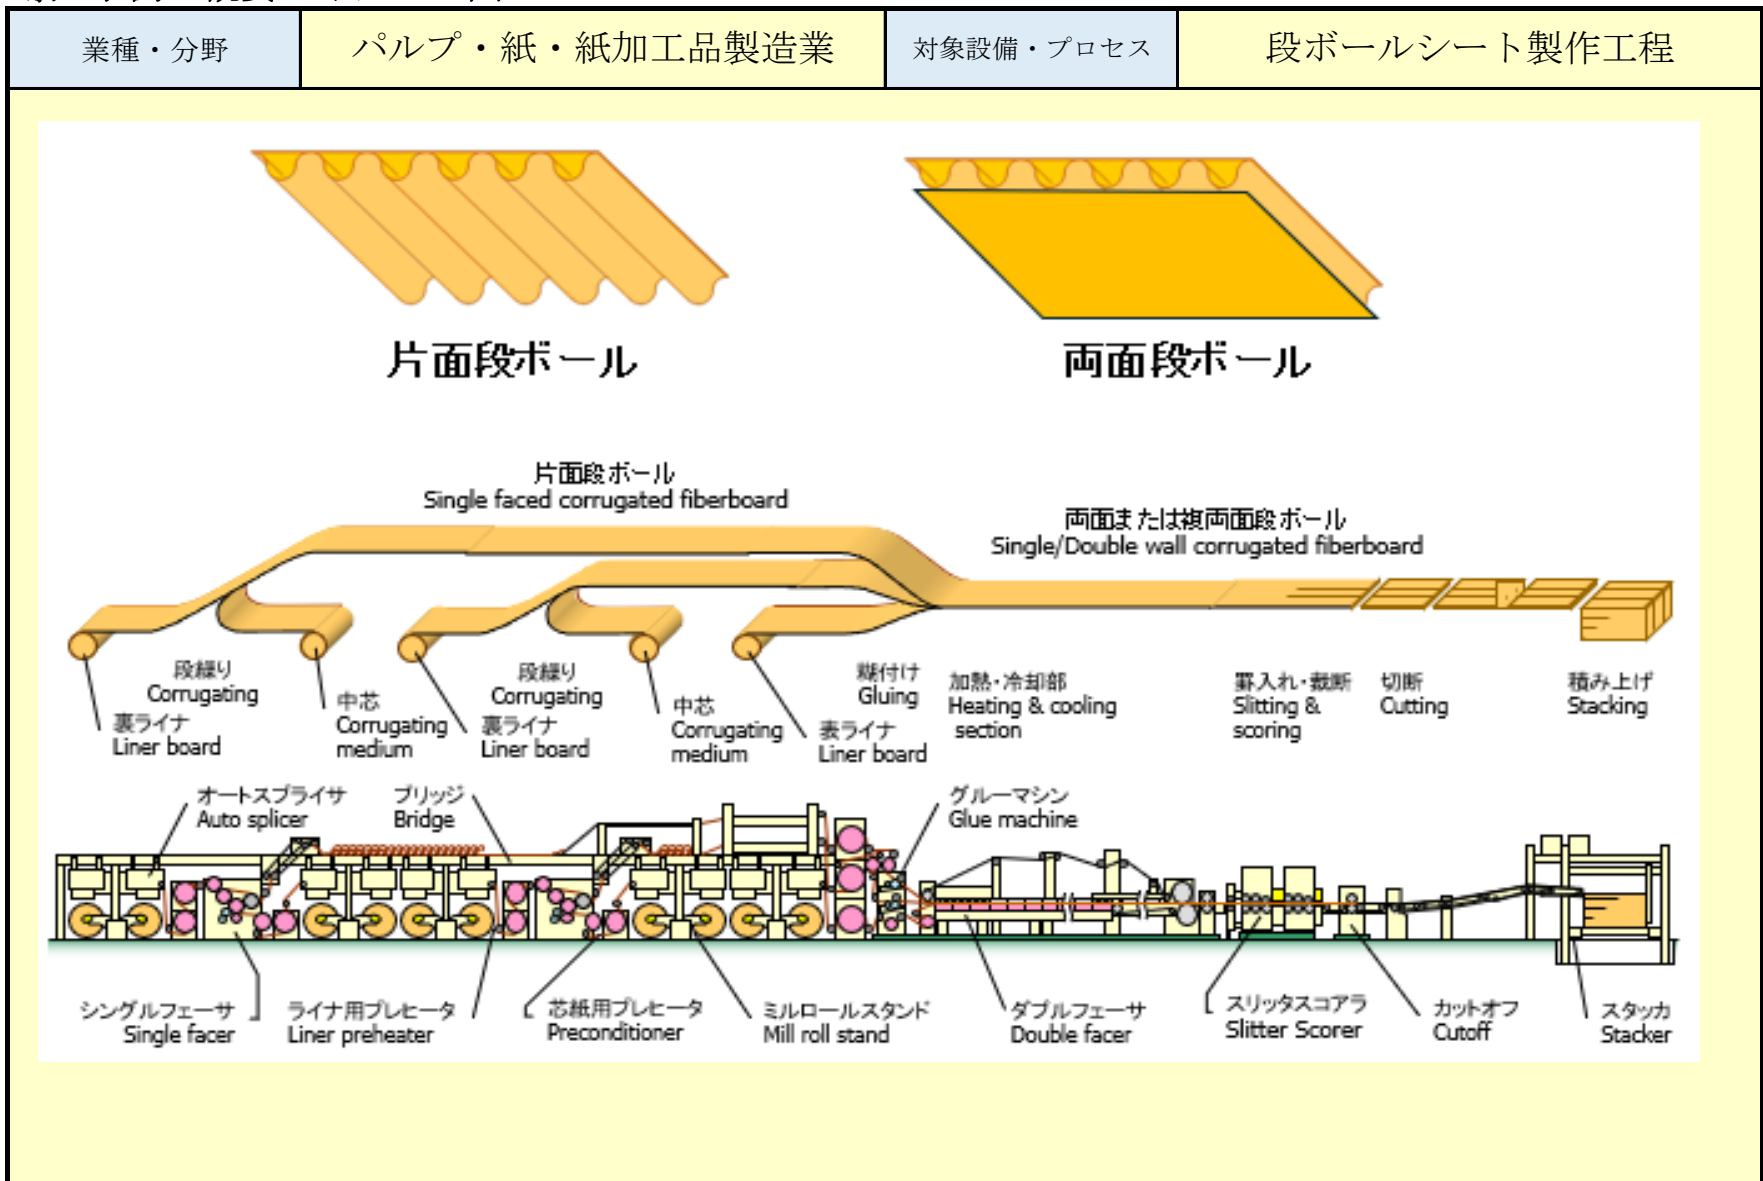 業種・分野
パルプ・紙・紙加工品製造業
対象設備・プロセス
段ボールシート製作工程
片面段ボール
両面段ボール
片面段ボール
Single faced corrugated fiberboard
両面または複両面段ボール
Single/Double wall corrugated fiberboard
段繰り
Corrugating
裏ライナ
Liner board
中芯
Corrugating
medium
段繰り
Corrugating
裏ライナ
Liner board
中芯
Corrugating
medium
糊付け
Gluing
表ライナ
Liner board
加熱・冷却部
Heating & cooling
section
罫入れ・裁断
Slitting &
scoring
切断
Cutting
積み上げ
Stacking
オートスプライサ
Auto splicer
ブリッジ
Bridge
グルーマシン
Glue machine
シングルフェーサ
Single facer
ライナ用プレヒータ
Liner preheater
芯紙用プレヒータ
Preconditioner
ミルロールスタンド
Mill roll stand
ダブルフェーサ
Double facer
スリッタスコアラ
Slitter Scorer
カットオフ
Cutoff
スタッカ
Stacker